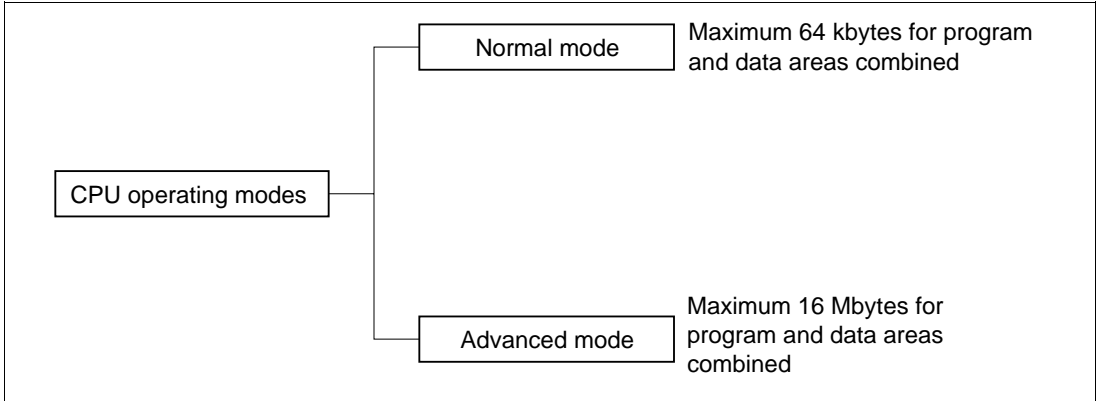 Normal mode
Maximum 64 kbytes for program
and data areas combined
CPU operating modes
Advanced mode
Maximum 16 Mbytes for
program and data areas
combined